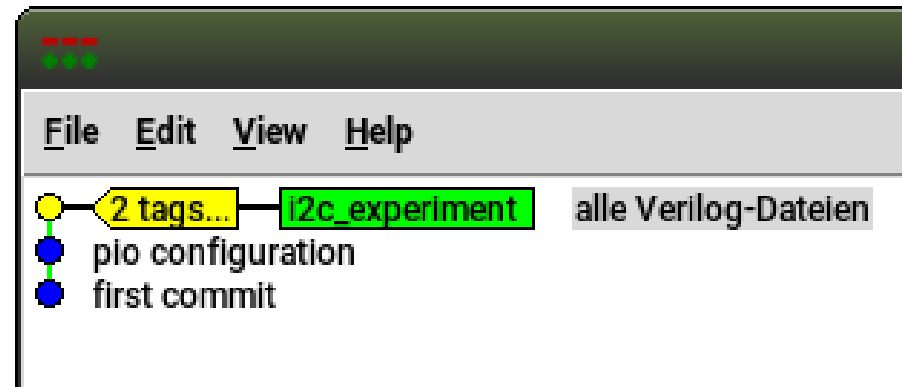 File Edit View Help
2 tags... i2c_experiment alle Verilog-Dateien
pio configuration
first commit